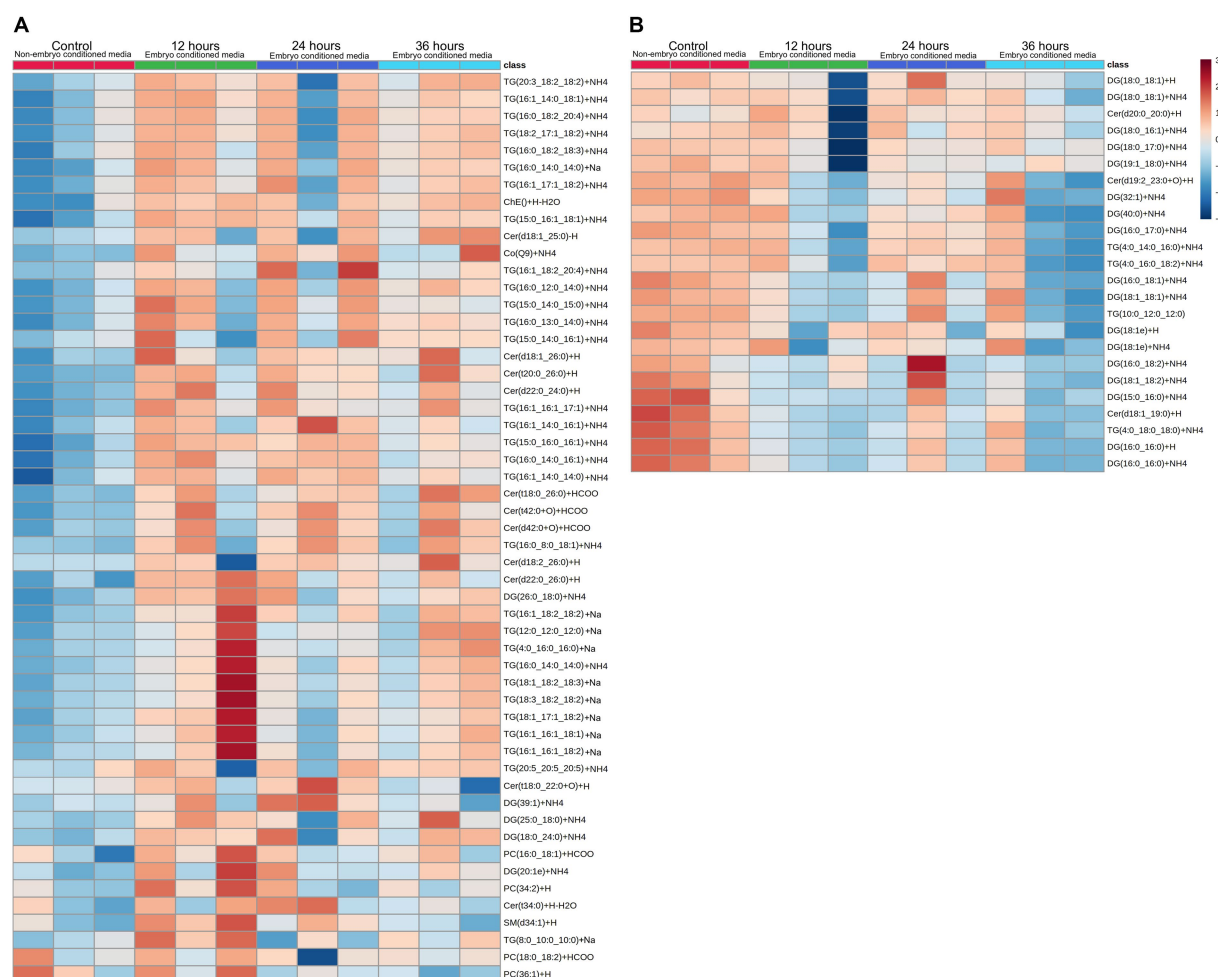 A
Control
12 hours
24 hours
36 hours
Non-embryo conditioned media
Embryo conditioned media
Embryo conditioned media
Embryo conditioned media
class
TG(20:3_18:2_18:2)+NH4
TG(16:1_14:0_18:1)+NH4
TG(16:0_18:2_20:4)+NH4
TG(18:2_17:1_18:2)+NH4
TG(16:0_18:2_18:3)+NH4
TG(16:0_14:0_14:0)+Na
TG(16:1_17:1_18:2)+NH4
ChE()+H-H2O
TG(15:0_16:1_18:1)+NH4
Cer(d18:1_25:0)-H
Co(Q9)+NH4
TG(16:1_18:2_20:4)+NH4
TG(16:0_12:0_14:0)+NH4
TG(15:0_14:0_15:0)+NH4
TG(16:0_13:0_14:0)+NH4
TG(15:0_14:0_16:1)+NH4
Cer(d18:1_26:0)+H
Cer(t20:0_26:0)+H
Cer(d22:0_24:0)+H
TG(16:1_16:1_17:1)+NH4
TG(16:1_14:0_16:1)+NH4
TG(15:0_16:0_16:1)+NH4
TG(16:0_14:0_16:1)+NH4
TG(16:1_14:0_14:0)+NH4
Cer(t18:0_26:0)+HCOO
Cer(t42:0+O)+HCOO
Cer(d42:0+O)+HCOO
TG(16:0_8:0_18:1)+NH4
Cer(d18:2_26:0)+H
Cer(d22:0_26:0)+H
DG(26:0_18:0)+NH4
TG(16:1_18:2_18:2)+Na
TG(12:0_12:0_12:0)+Na
TG(4:0_16:0_16:0)+Na
TG(16:0_14:0_14:0)+NH4
TG(18:1_18:2_18:3)+Na
TG(18:3_18:2_18:2)+Na
TG(18:1_17:1_18:2)+Na
TG(16:1_16:1_18:1)+Na
TG(16:1_16:1_18:2)+Na
TG(20:5_20:5_20:5)+NH4
Cer(t18:0_22:0+O)+H
DG(39:1)+NH4
DG(25:0_18:0)+NH4
DG(18:0_24:0)+NH4
PC(16:0_18:1)+HCOO
DG(20:1e)+NH4
PC(34:2)+H
Cer(t34:0)+H-H2O
SM(d34:1)+H
TG(8:0_10:0_10:0)+Na
PC(18:0_18:2)+HCOO
PC(36:1)+H
B
Control
12 hours
24 hours
36 hours
Non-embryo conditioned media
Embryo conditioned media
Embryo conditioned media
Embryo conditioned media
class
DG(18:0_18:1)+H
DG(18:0_18:1)+NH4
Cer(d20:0_20:0)+H
DG(18:0_16:1)+NH4
DG(18:0_17:0)+NH4
DG(19:1_18:0)+NH4
Cer(d19:2_23:0+O)+H
DG(32:1)+NH4
DG(40:0)+NH4
DG(16:0_17:0)+NH4
TG(4:0_14:0_16:0)+NH4
TG(4:0_16:0_18:2)+NH4
DG(16:0_18:1)+NH4
DG(18:1_18:1)+NH4
TG(10:0_12:0_12:0)
DG(18:1e)+H
DG(18:1e)+NH4
DG(16:0_18:2)+NH4
DG(18:1_18:2)+NH4
DG(15:0_16:0)+NH4
Cer(d18:1_19:0)+H
TG(4:0_18:0_18:0)+NH4
DG(16:0_16:0)+H
DG(16:0_16:0)+NH4